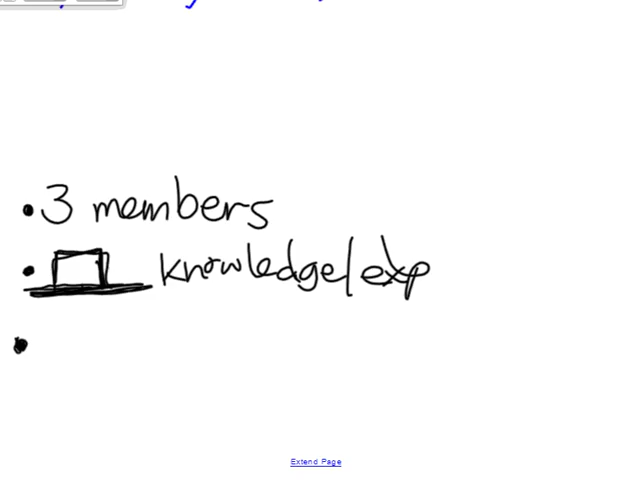 • 3 members
• knowledge/exp
•
Extend Page